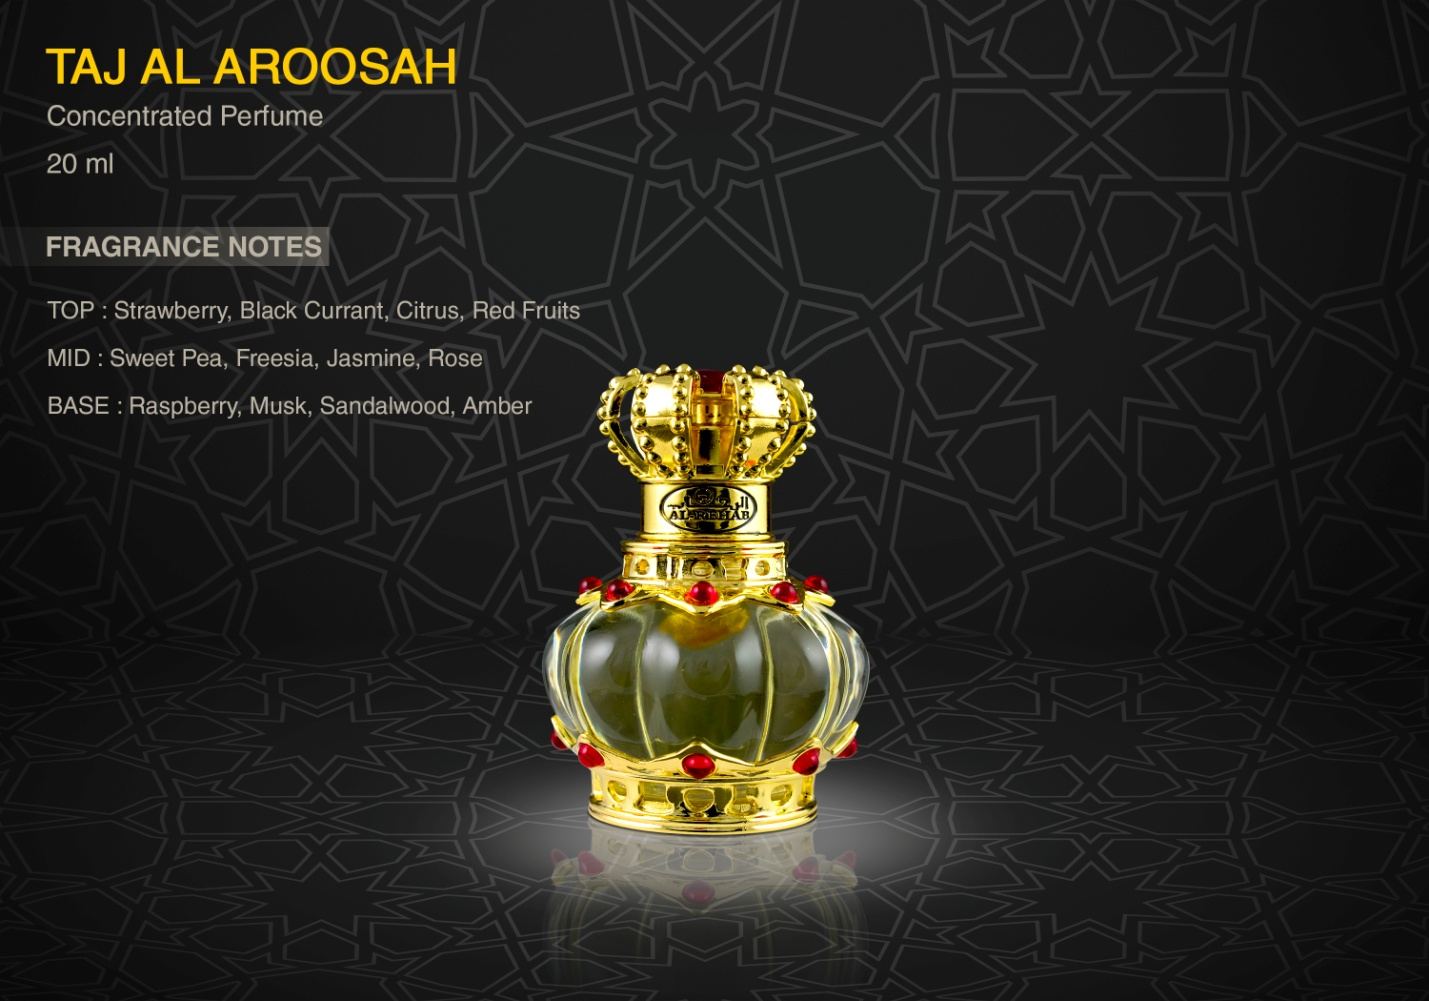 TAJ AL AROOSAH
Concentrated Perfume
20 ml
FRAGRANCE NOTES
TOP : Strawberry, Black Currant, Citrus, Red Fruits
MID : Sweet Pea, Freesia, Jasmine, Rose
BASE : Raspberry, Musk, Sandalwood, Amber
AL-REHAB